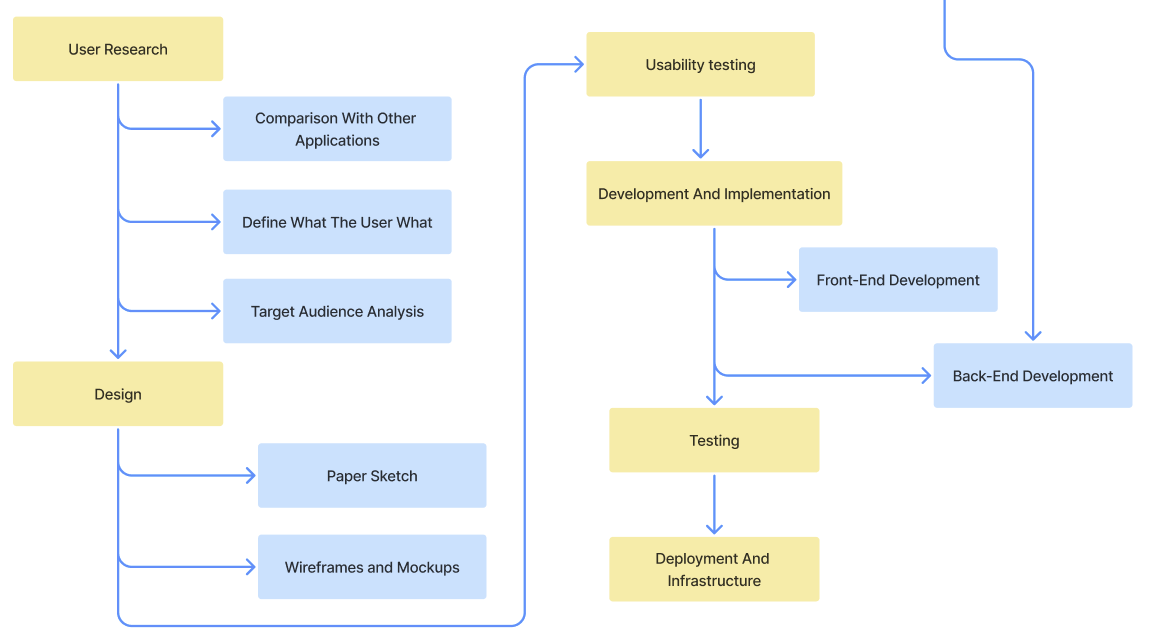 User Research
Comparison With Other
Applications
Define What The User What
Target Audience Analysis
Design
Paper Sketch
Wireframes and Mockups
Usability testing
Development And Implementation
Front-End Development
Back-End Development
Testing
Deployment And
Infrastructure